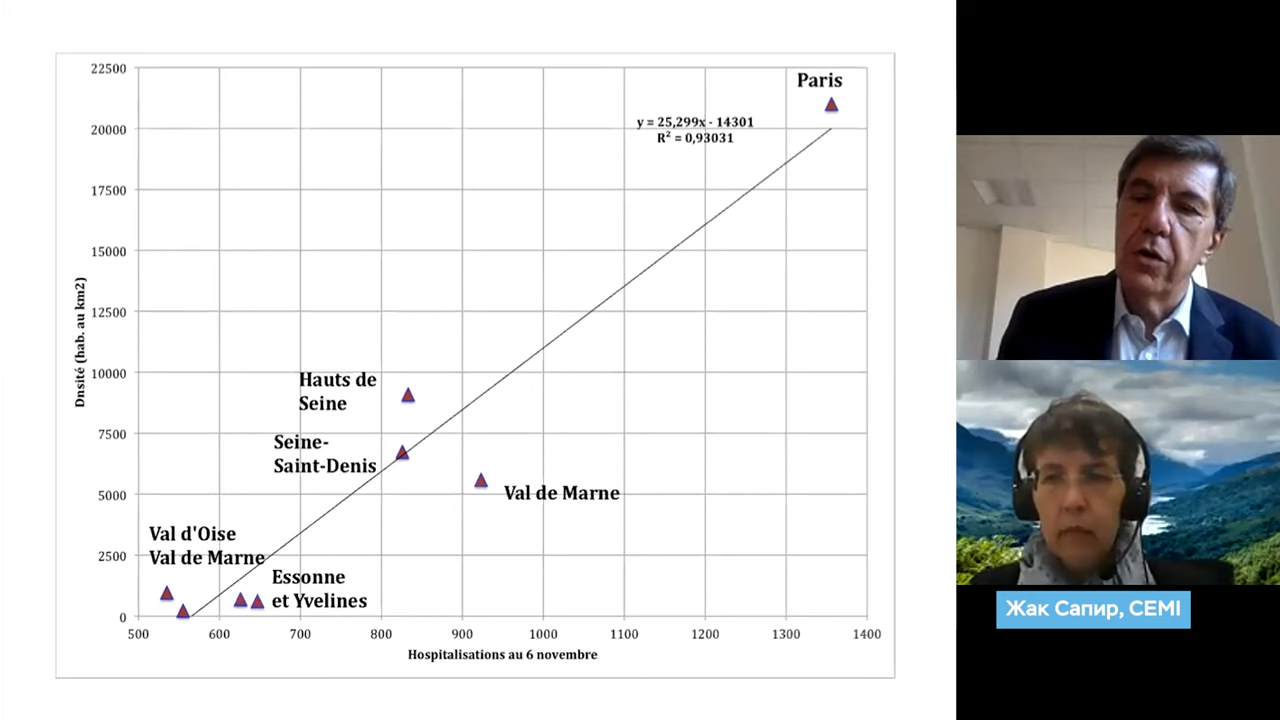 22500
20000
17500
15000
12500
10000
7500
5000
2500
0
Dnsité (hab. au km2)
Paris
y = 25,299x - 14301
R² = 0,93031
Hauts de
Seine
Seine-
Saint-Denis
Val de Marne
Val d'Oise
Val de Marne
Essonne
et Yvelines
500 600 700 800 900 1000 1100 1200 1300 1400
Hospitalisations au 6 novembre
Жак Сапир, CEMI